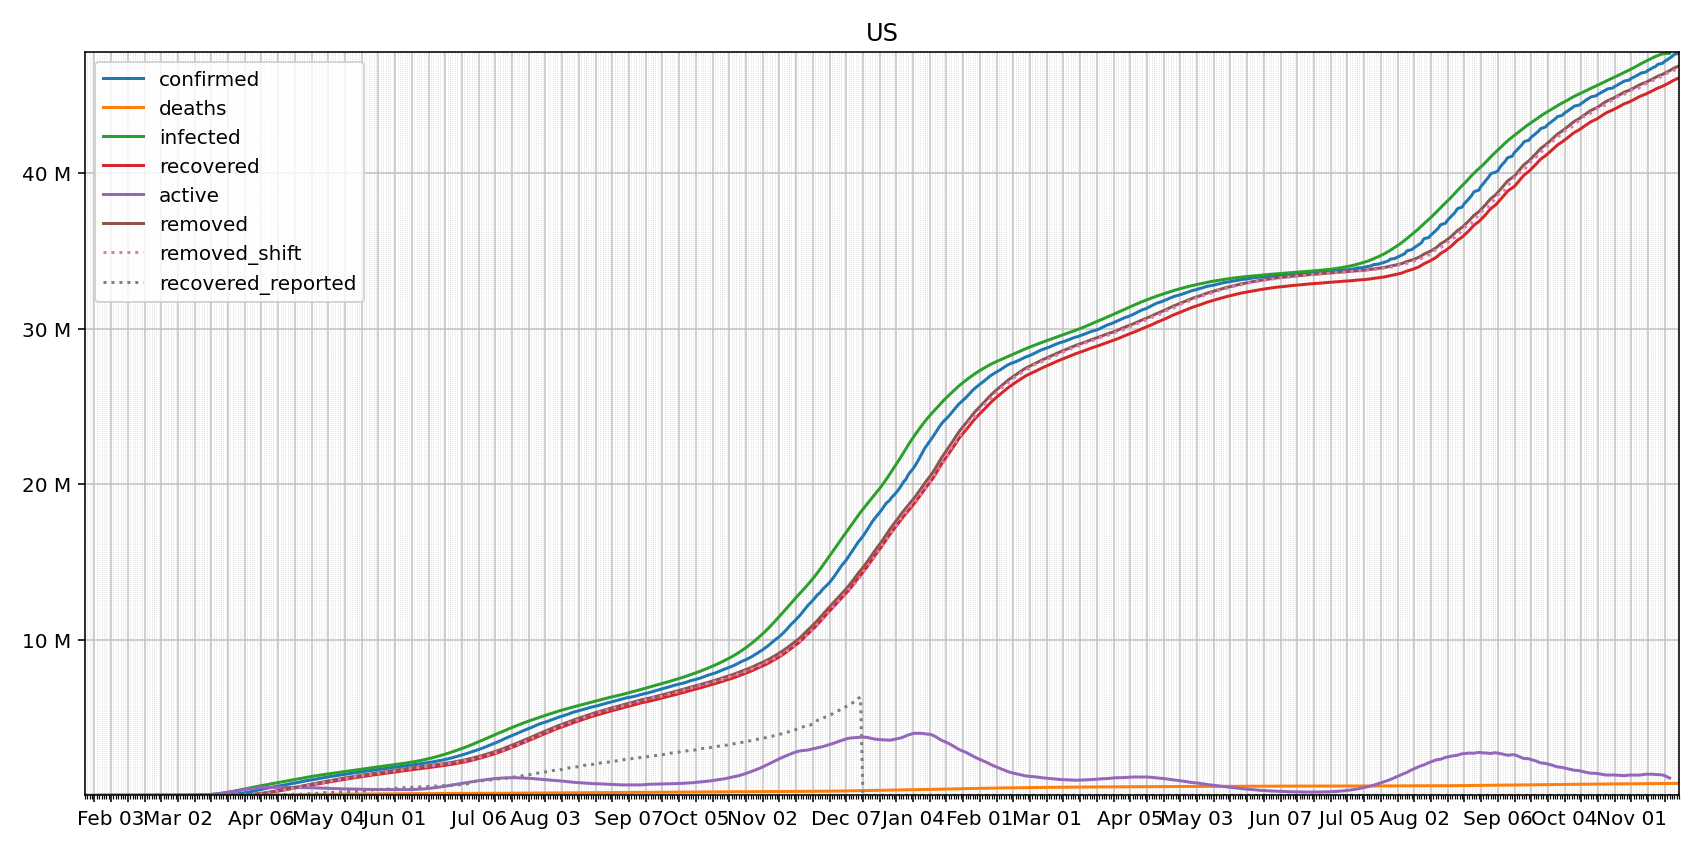 US
confirmed
deaths
infected
recovered
active
removed
removed_shift
recovered_reported
40 M
30 M
20 M
10 M
Feb 03 Mar 02 Apr 06 May 04 Jun 01 Jul 06 Aug 03 Sep 07 Oct 05 Nov 02 Dec 07 Jan 04 Feb 01 Mar 01 Apr 05 May 03 Jun 07 Jul 05 Aug 02 Sep 06 Oct 04 Nov 01